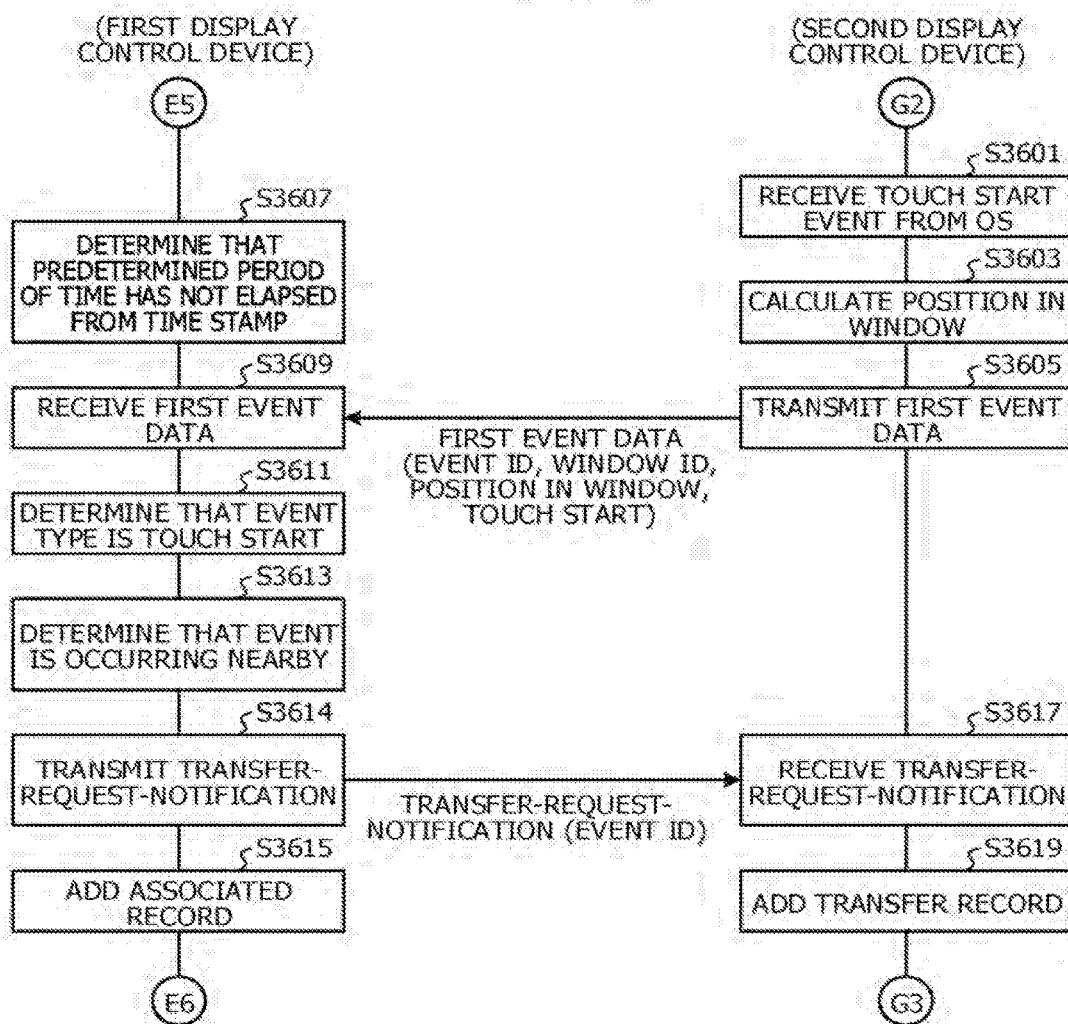 (FIRST DISPLAY
CONTROL DEVICE)
(SECOND DISPLAY
CONTROL DEVICE)
E5
G2
S3601
RECEIVE TOUCH START
EVENT FROM OS
S3607
DETERMINE THAT
PREDETERMINED PERIOD
OF TIME HAS NOT ELAPSED
FROM TIME STAMP
S3603
CALCULATE POSITION IN
WINDOW
S3609
RECEIVE FIRST EVENT
DATA
S3605
TRANSMIT FIRST EVENT
DATA
FIRST EVENT DATA
(EVENT ID, WINDOW ID,
POSITION IN WINDOW,
TOUCH START)
S3611
DETERMINE THAT EVENT
TYPE IS TOUCH START
S3613
DETERMINE THAT EVENT
IS OCCURRING NEARBY
S3614
TRANSMIT TRANSFER-
REQUEST-NOTIFICATION
TRANSFER-REQUEST-
NOTIFICATION (EVENT ID)
S3617
RECEIVE TRANSFER-
REQUEST-NOTIFICATION
S3615
ADD ASSOCIATED
RECORD
S3619
ADD TRANSFER RECORD
E6
G3